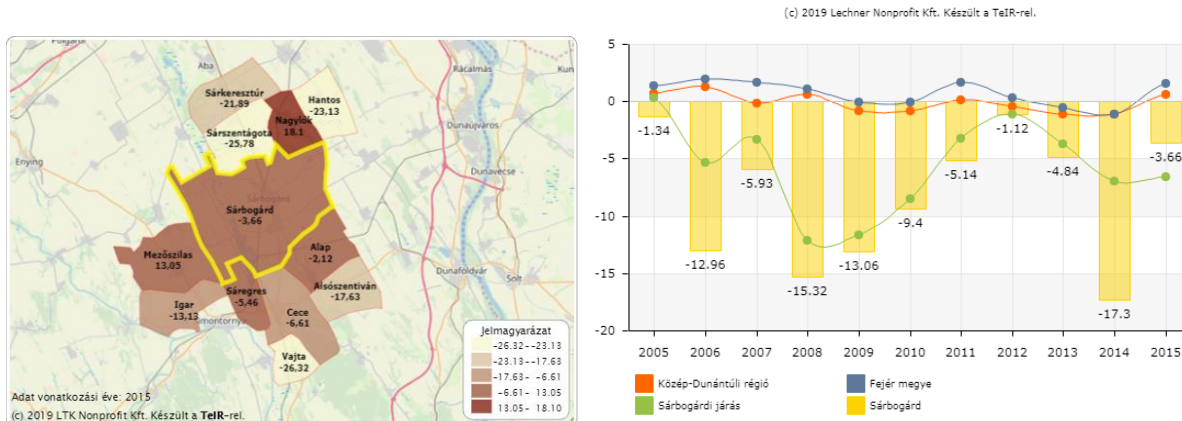 (c) 2019 Lechner Nonprofit Kft. Készült a TeIR-rel.
Aba
Rácalmás
Sárkeresztúr
-21,89
Hantos
-23,13
Nagylók
18,1
Sárszentágota
-25,78
Dunaújváros
Enying
Dunavecse
Sárbogárd
-3,66
Mezőszilas
13,05
Alap
-2,12
Dunaföldvár
Solt
Sáregres
-5,46
Alsószentiván
-17,63
Igar
-13,13
Simontornya
Cece
-6,61
Vajta
-26,32
Jelmagyarázat
-26.32--23.13
-23.13--17.63
-17.63- -6.61
-6.61- 13.05
13.05- 18.10
Adat vonatkozási éve: 2015
(c) 2019 LTK Nonprofit Kft. Készült a TeIR-rel.
5
0
-5
-10
-15
-20
-1.34
-12.96
-5.93
-15.32
-13.06
-9.4
-5.14
-1.12
-4.84
-17.3
-3.66
2005 2006 2007 2008 2009 2010 2011 2012 2013 2014 2015
Közép-Dunántúli régió
Fejér megye
Sárbogárdi járás
Sárbogárd